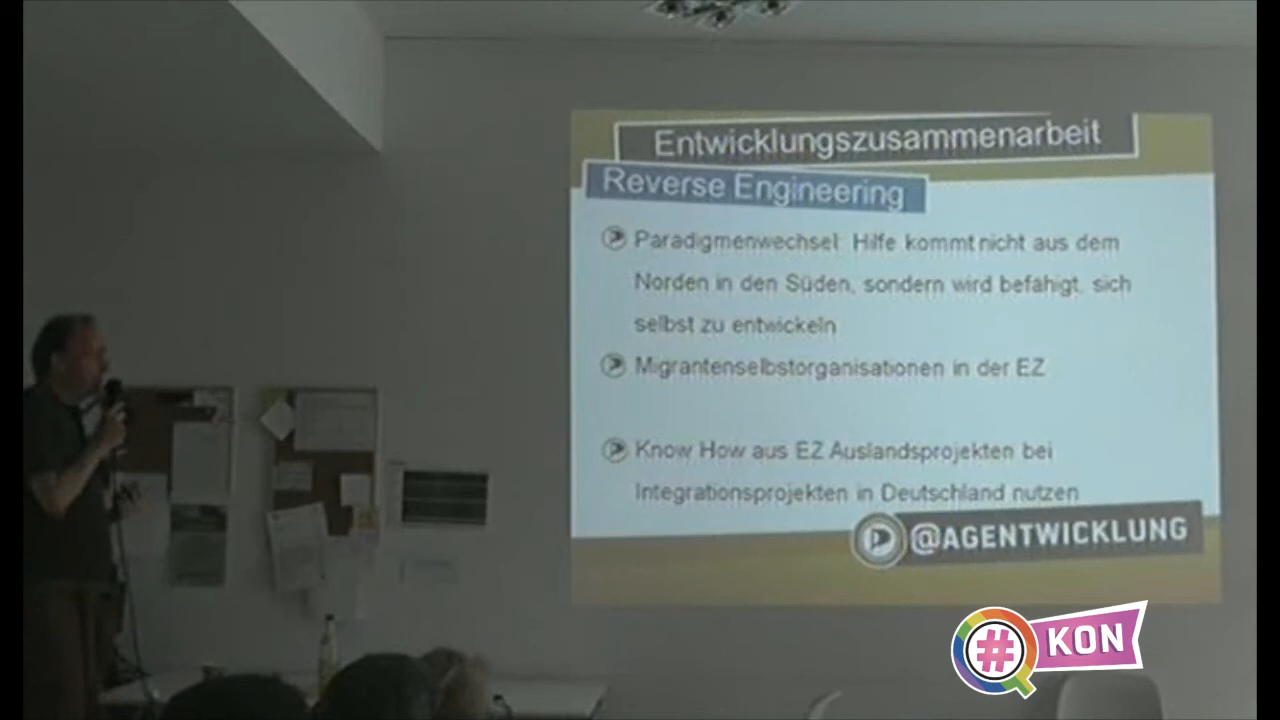 Entwicklungszusammenarbeit
Reverse Engineering
Paradigmenwechsel: Hilfe kommt nicht aus dem
Norden in den Süden, sondern wird befähigt, sich
selbst zu entwickeln
Migrantenselbstorganisationen in der EZ
Know How aus EZ Auslandsprojekten bei
Integrationsprojekten in Deutschland nutzen
@AGENTWICKLUNG
# KON